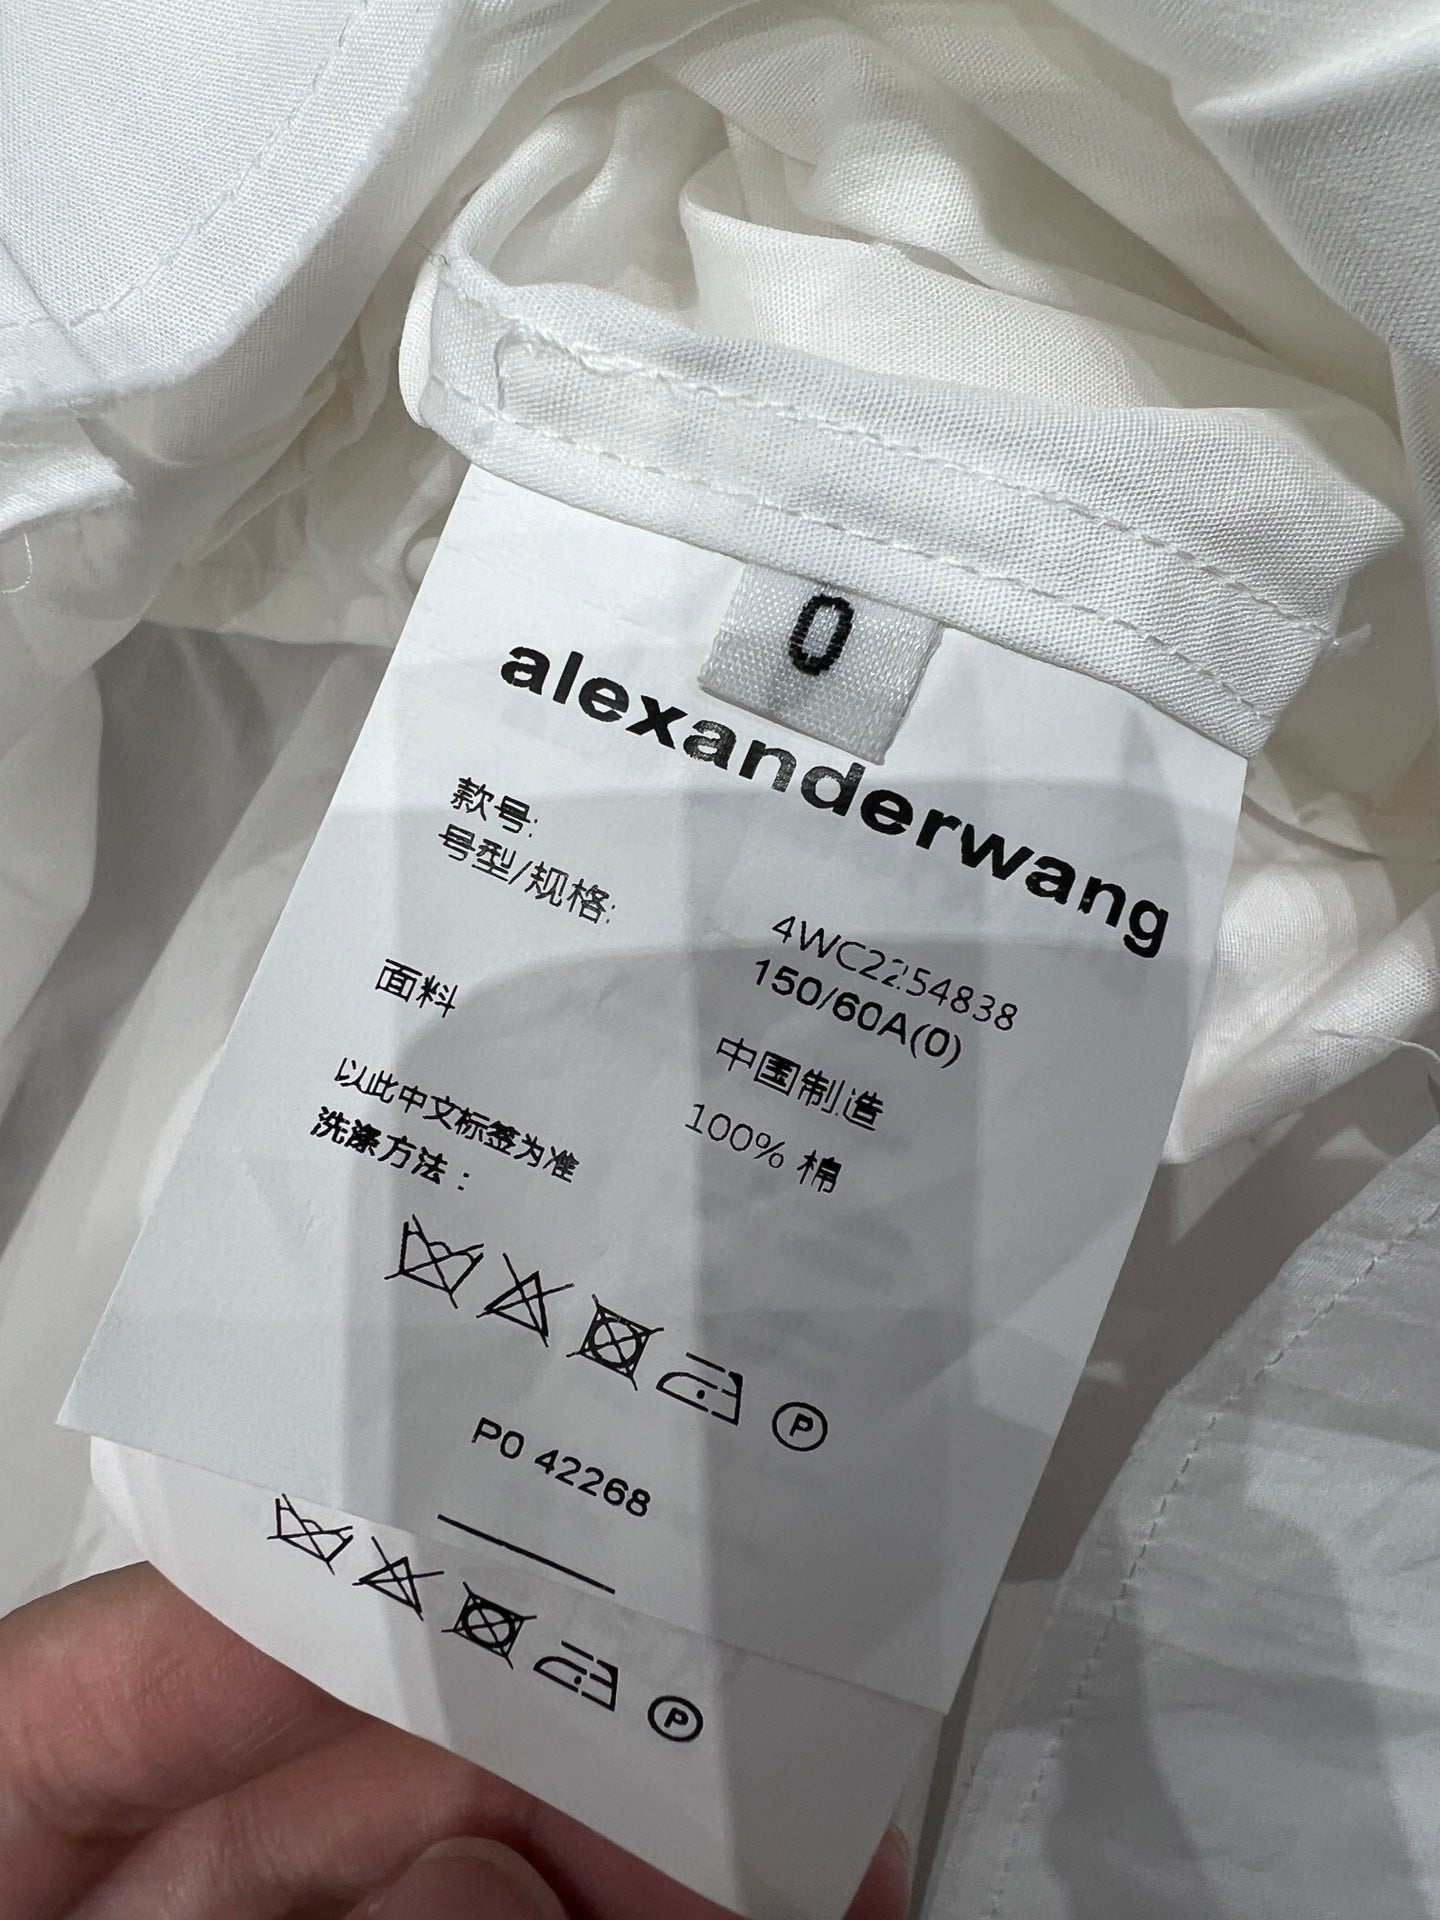 0
alexanderwang
款号: 4WC2254838
号型/规格: 150/60A(0)
中国制造
面料 100% 棉
以此中文标签为准
洗涤方法：
P
P0 42268
P